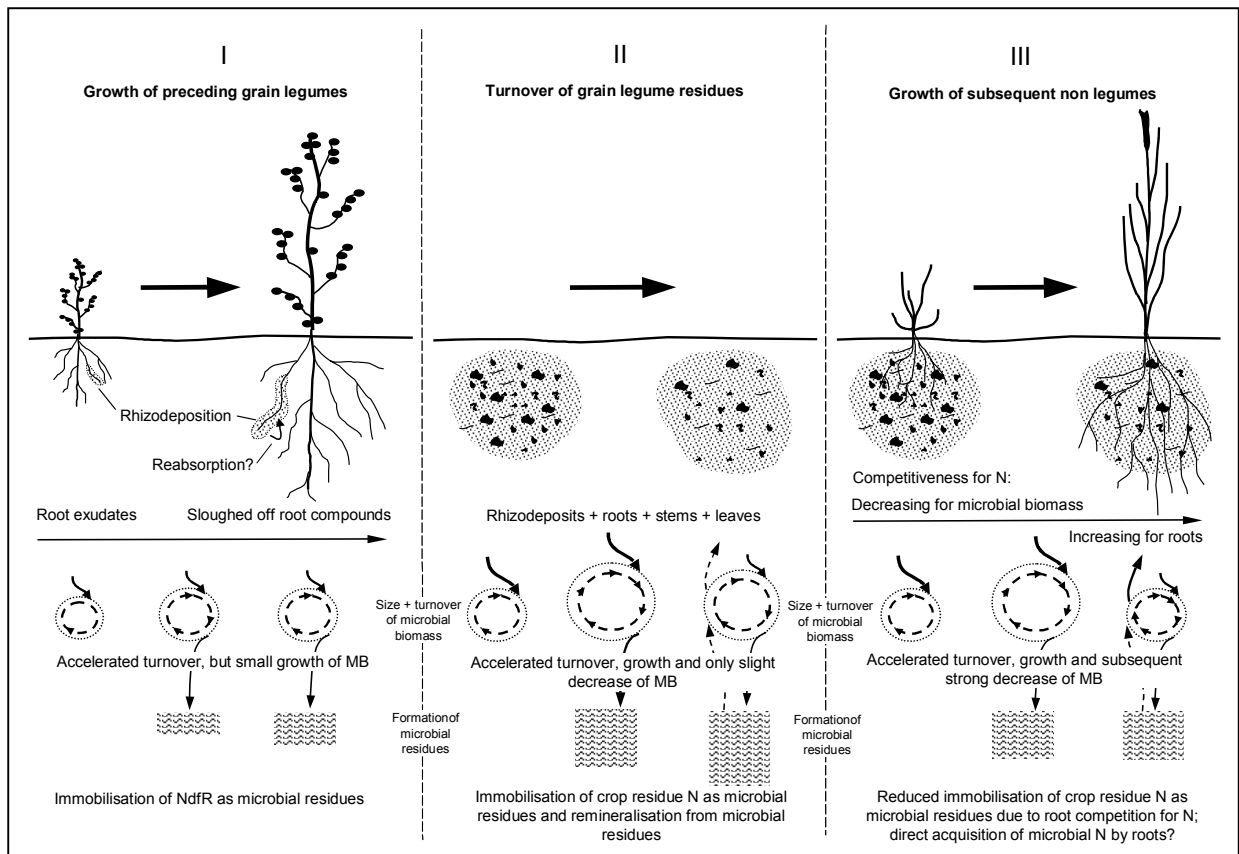 I
Growth of preceding grain legumes
Rhizodeposition
Reabsorption?
Root exudates
Sloughed off root compounds
Accelerated turnover, but small growth of MB
Immobilisation of NdfR as microbial residues
Size + turnover
of microbial
biomass
Formationof
microbial
residues
II
Turnover of grain legume residues
Rhizodeposits + roots + stems + leaves
Accelerated turnover, growth and only slight
decrease of MB
Immobilisation of crop residue N as microbial
residues and remineralisation from microbial
residues
Size + turnover
of microbial
biomass
Formationof
microbial
residues
III
Growth of subsequent non legumes
Competitiveness for N:
Decreasing for microbial biomass
Increasing for roots
Accelerated turnover, growth and subsequent
strong decrease of MB
Reduced immobilisation of crop residue N as
microbial residues due to root competition for N;
direct acquisition of microbial N by roots?